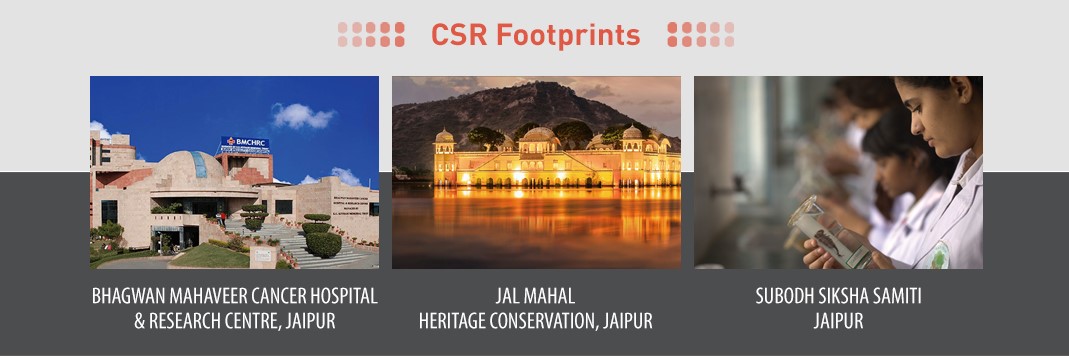 CSR Footprints
BMCHRC
BHAGWAN MAHAVEER CANCER HOSPITAL
& RESEARCH CENTRE, JAIPUR
JAL MAHAL
HERITAGE CONSERVATION, JAIPUR
SUBODH SIKSHA SAMITI
JAIPUR